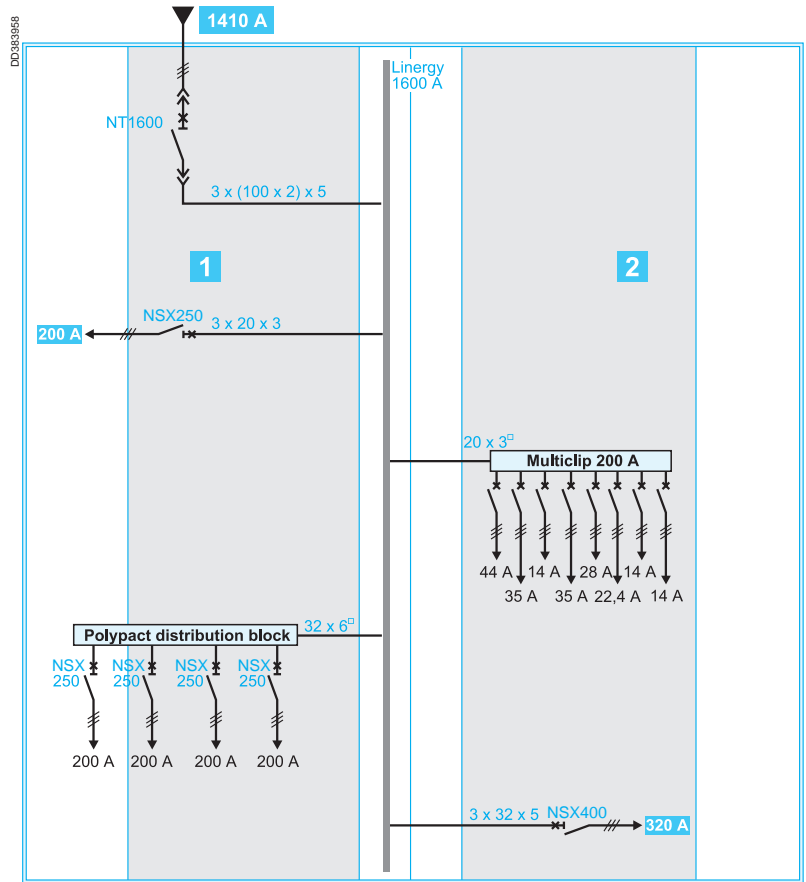 DD383958
1410 A
Linergy
1600 A
NT1600
3 x (100 x 2) x 5
1
2
NSX250
3 x 20 x 3
200 A
20 x 3□
Multiclip 200 A
44 A
14 A
28 A
14 A
35 A
35 A
22,4 A
14 A
32 x 6□
Polypact distribution block
NSX
250
NSX
250
NSX
250
NSX
250
200 A
200 A
200 A
200 A
3 x 32 x 5
NSX400
320 A